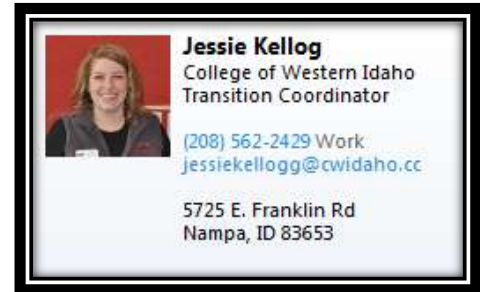 Jessie Kellog
College of Western Idaho
Transition Coordinator
(208) 562-2429 Work
jessiekellogg@cwidaho.cc
5725 E. Franklin Rd
Nampa, ID 83653